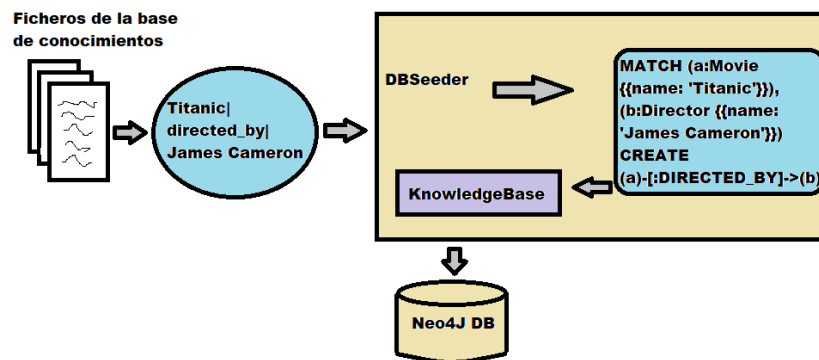 Ficheros de la base
de conocimientos
Titanic|
directed_by|
James Cameron
DBSeeder
MATCH (a:Movie
{{name: 'Titanic'}}),
(b:Director {{name:
'James Cameron'}})
CREATE
(a)-[:DIRECTED_BY]->(b)
KnowledgeBase
Neo4J DB